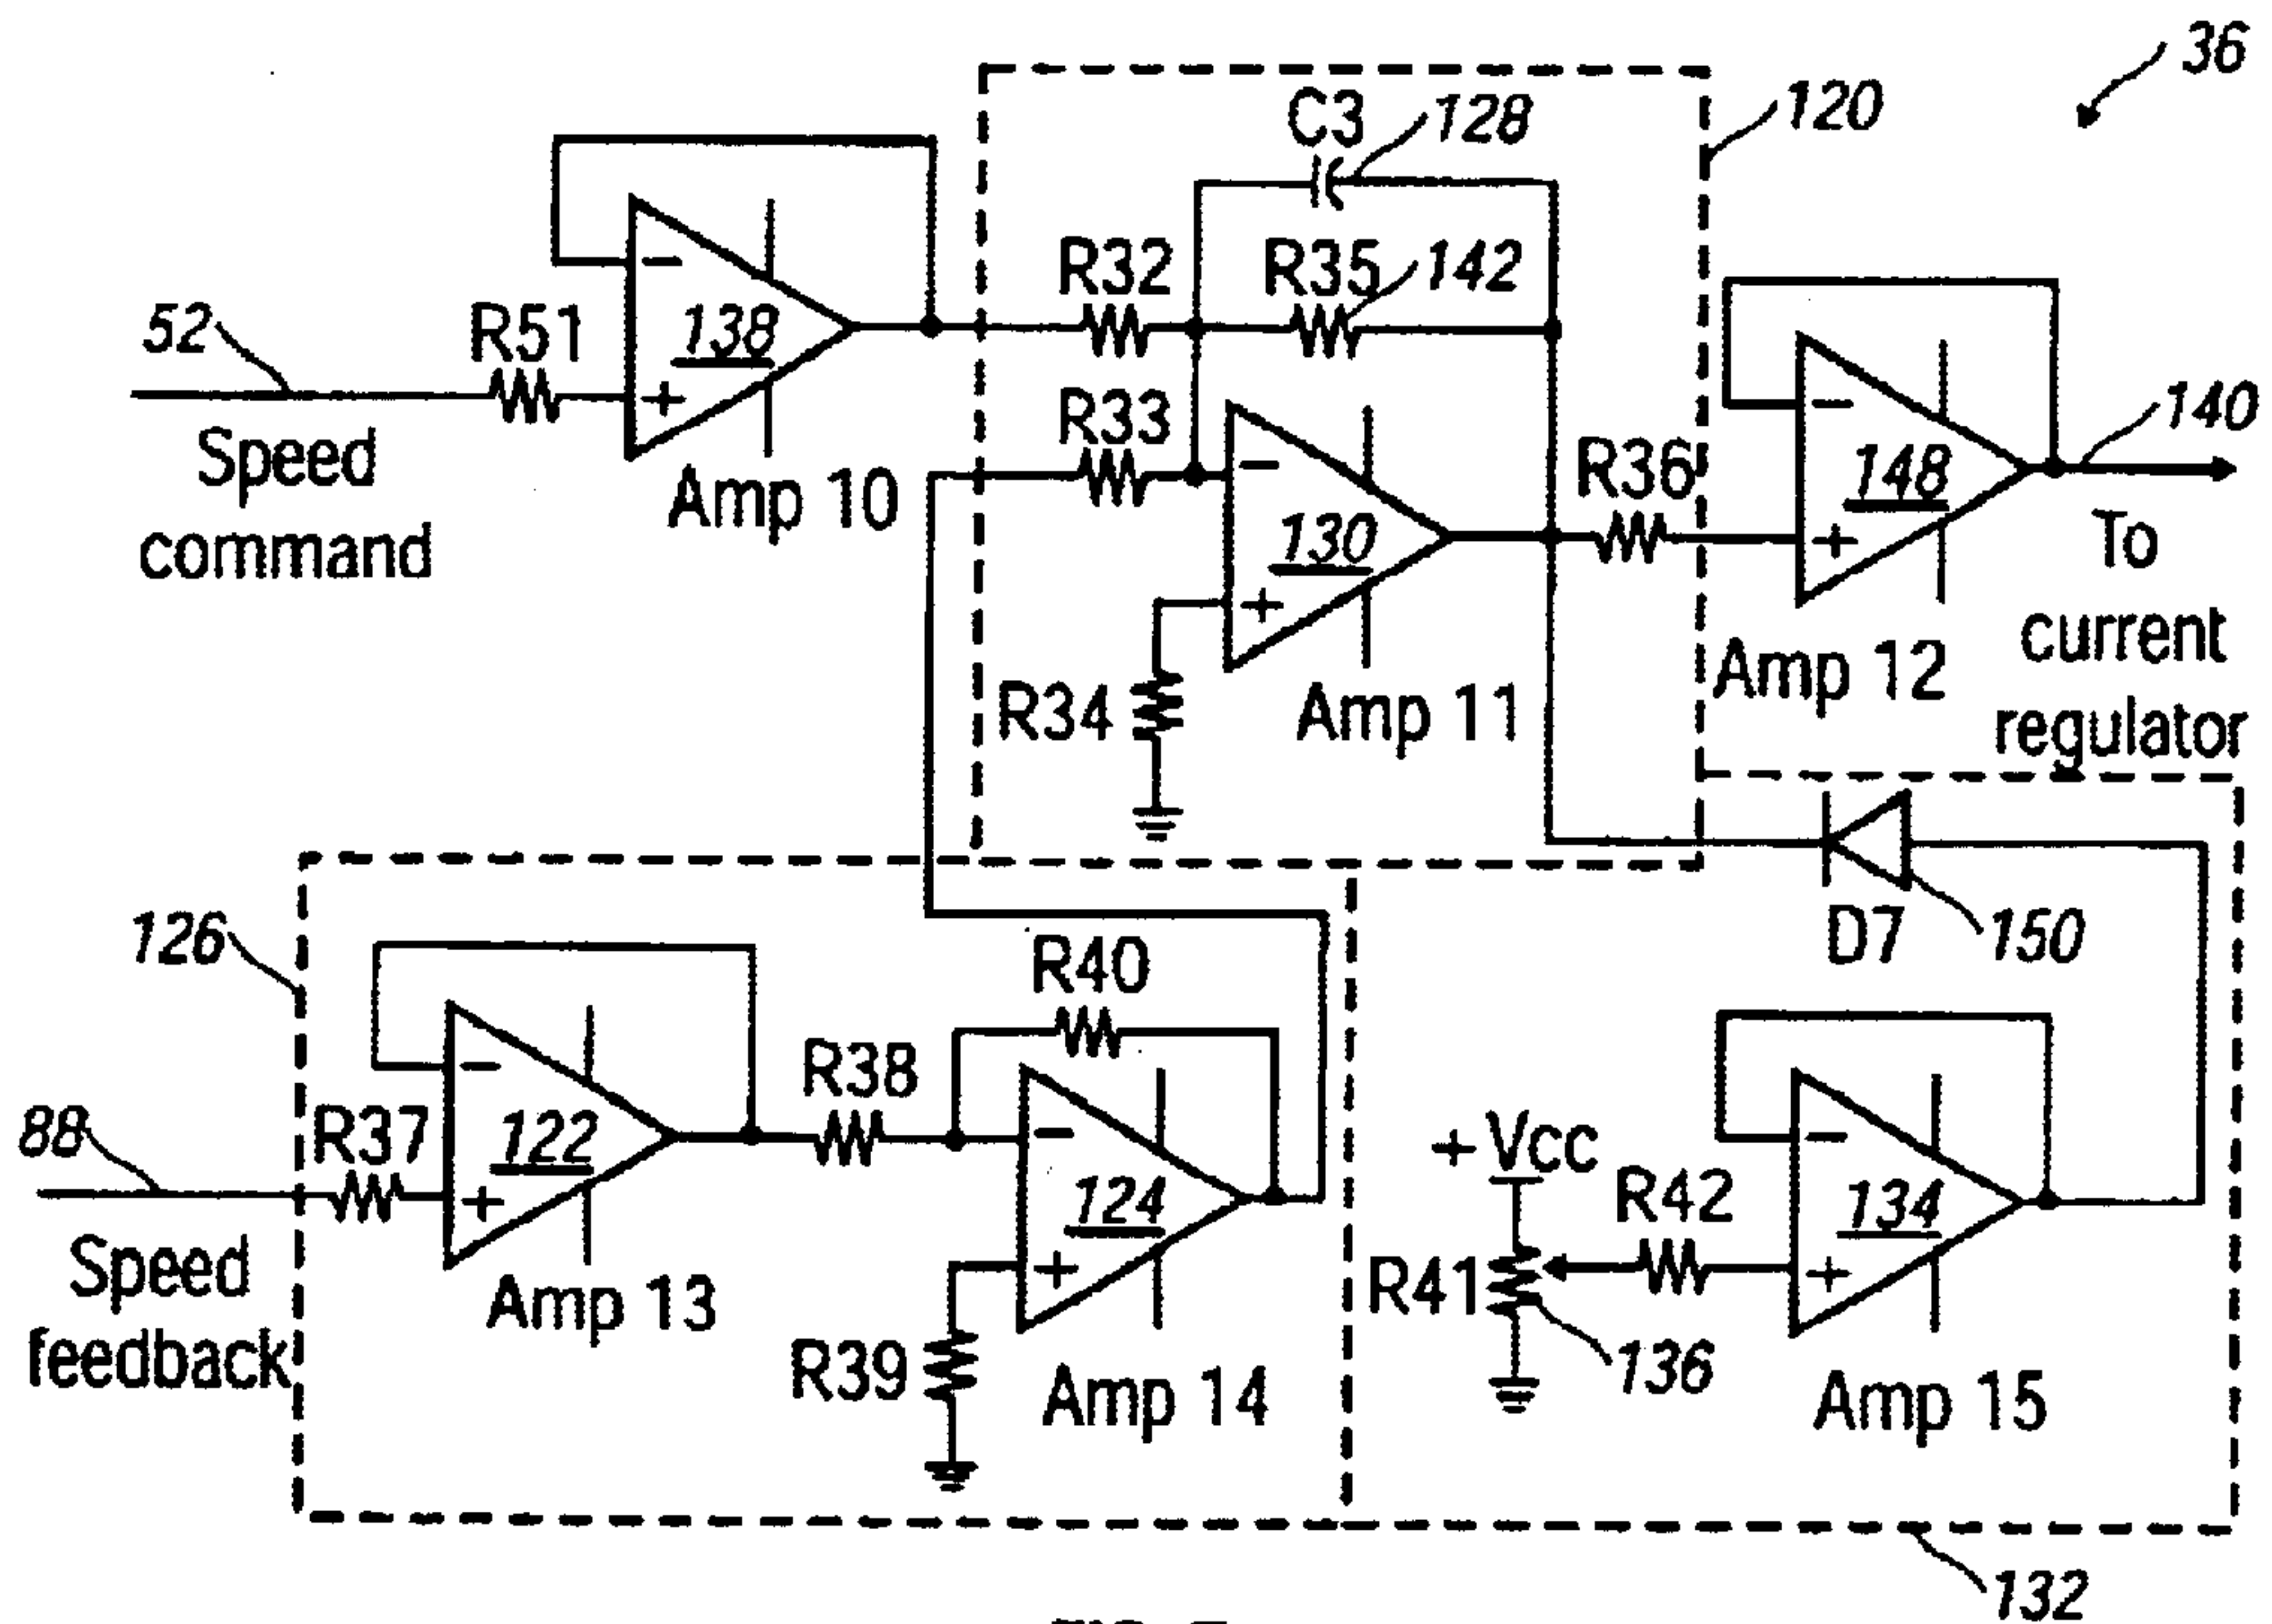 36
120
C3
128
R32
R35
142
52
R51
138
-
+
Speed
command
Amp 10
R33
-
130
+
R36
-
148
+
140
To
current
regulator
Amp 12
R34
Amp 11
126
D7
150
R40
88
R37
-
122
+
R38
-
124
+
Speed
feedback
Amp 13
R39
Amp 14
+Vcc
R42
R41
136
-
134
+
Amp 15
132